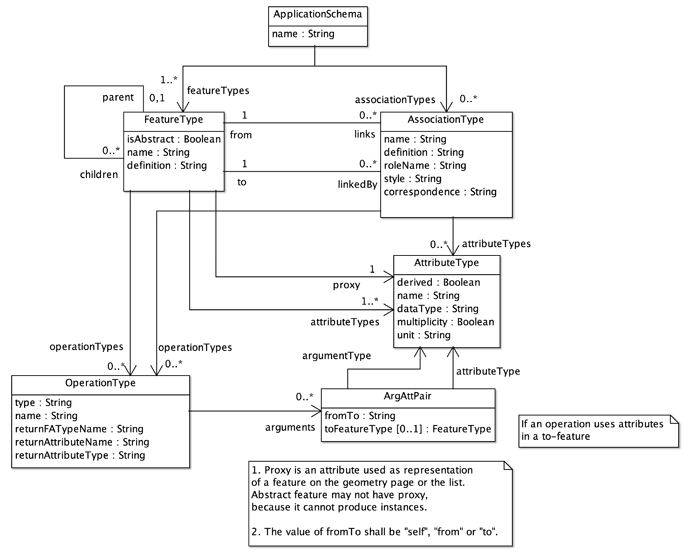 ApplicationSchema
name : String
1..*
featureTypes
associationTypes
0..*
parent
0,1
FeatureType
isAbstract : Boolean
name : String
definition : String
0..*
children
1
from
0..*
links
1
to
0..*
linkedBy
AssociationType
name : String
definition : String
roleName : String
style : String
correspondence : String
0..*
attributeTypes
AttributeType
derived : Boolean
name : String
dataType : String
multiplicity : Boolean
unit : String
1
proxy
1..*
attributeTypes
operationTypes
0..*
operationTypes
0..*
argumentType
attributeType
OperationType
type : String
name : String
returnFATypeName : String
returnAttributeName : String
returnAttributeType : String
0..*
arguments
ArgAttPair
fromTo : String
toFeatureType [0..1] : FeatureType
If an operation uses attributes
in a to-feature
1. Proxy is an attribute used as representation
of a feature on the geometry page or the list.
Abstract feature may not have proxy,
because it cannot produce instances.
2. The value of fromTo shall be "self", "from" or "to".